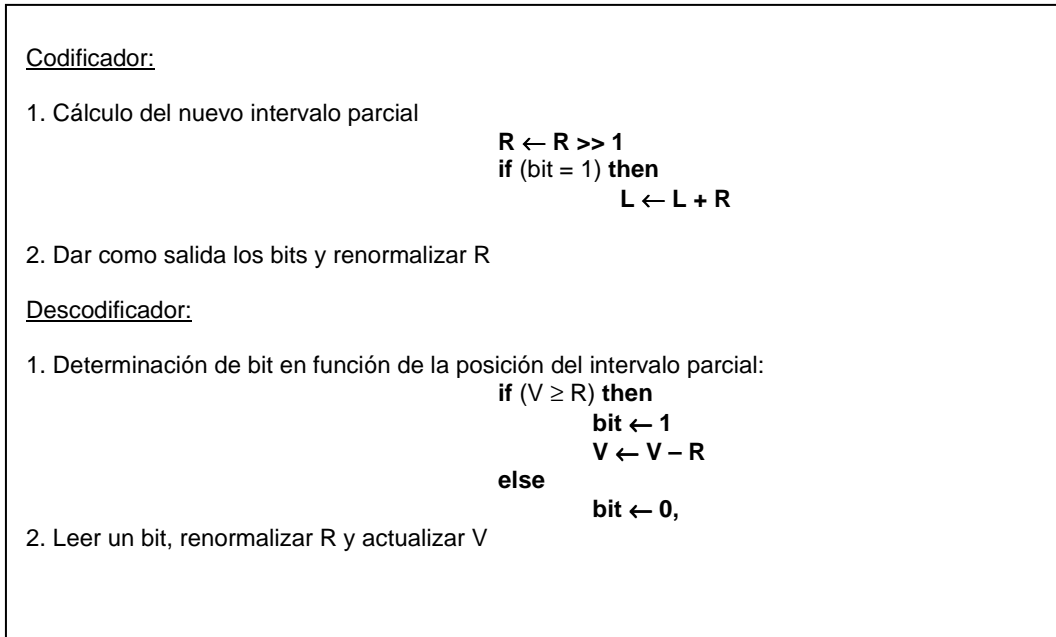 Codificador:
1. Cálculo del nuevo intervalo parcial
R ← R >> 1
if (bit = 1) then
L ← L + R
2. Dar como salida los bits y renormalizar R
Descodificador:
1. Determinación de bit en función de la posición del intervalo parcial:
if (V ≥ R) then
bit ← 1
V ← V – R
else
bit ← 0,
2. Leer un bit, renormalizar R y actualizar V